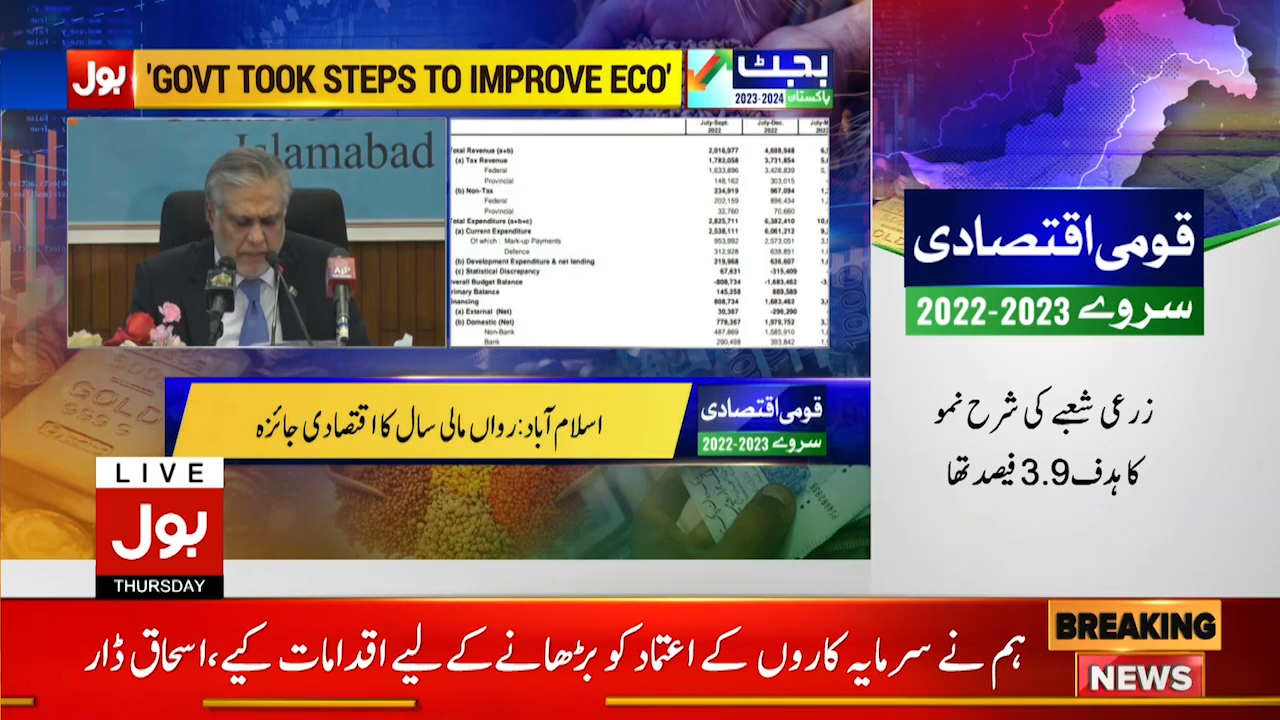 بول
'GOVT TOOK STEPS TO IMPROVE ECO'
بجٹ
2023-2024 پاکستان
Islamabad
July-Sept. 2022 July-Dec. 2022
Total Revenue (a+b) 2,016,977 4,698,948
(a) Tax Revenue 1,782,058 3,731,854
Federal 1,633,896 3,428,839
Provincial 148,162 303,015
(b) Non-Tax 234,919 967,094
Federal 202,159 896,434
Provincial 32,760 70,660
Total Expenditure (a+b+c) 2,825,711 6,382,410
(a) Current Expenditure 2,538,111 6,061,212
Of which : Mark-up Payments 953,992 2,573,051
Defence 312,928 638,851
(b) Development Expenditure & net lending 219,968 636,607
(c) Statistical Discrepancy 67,631 -315,409
overall Budget Balance -808,734 -1,683,462
Primary Balance 145,258 889,589
Financing 808,734 1,683,462
(a) External (Net) 30,367 -296,290
(b) Domestic (Net) 778,367 1,979,752
Non-Bank 487,869 1,585,910
Bank 290,498 393,842
قومی اقتصادی
سروے 2022-2023
زرعی شعبے کی شرح نمو
کا ہدف 3.9 فیصد تھا
اسلام آباد: رواں مالی سال کا اقتصادی جائزہ
قومی اقتصادی
سروے 2022-2023
GOLD
LIVE
بول
THURSDAY
ہم نے سرمایہ کاروں کے اعتماد کو بڑھانے کے لیے اقدامات کیے، اسحاق ڈار
BREAKING
NEWS